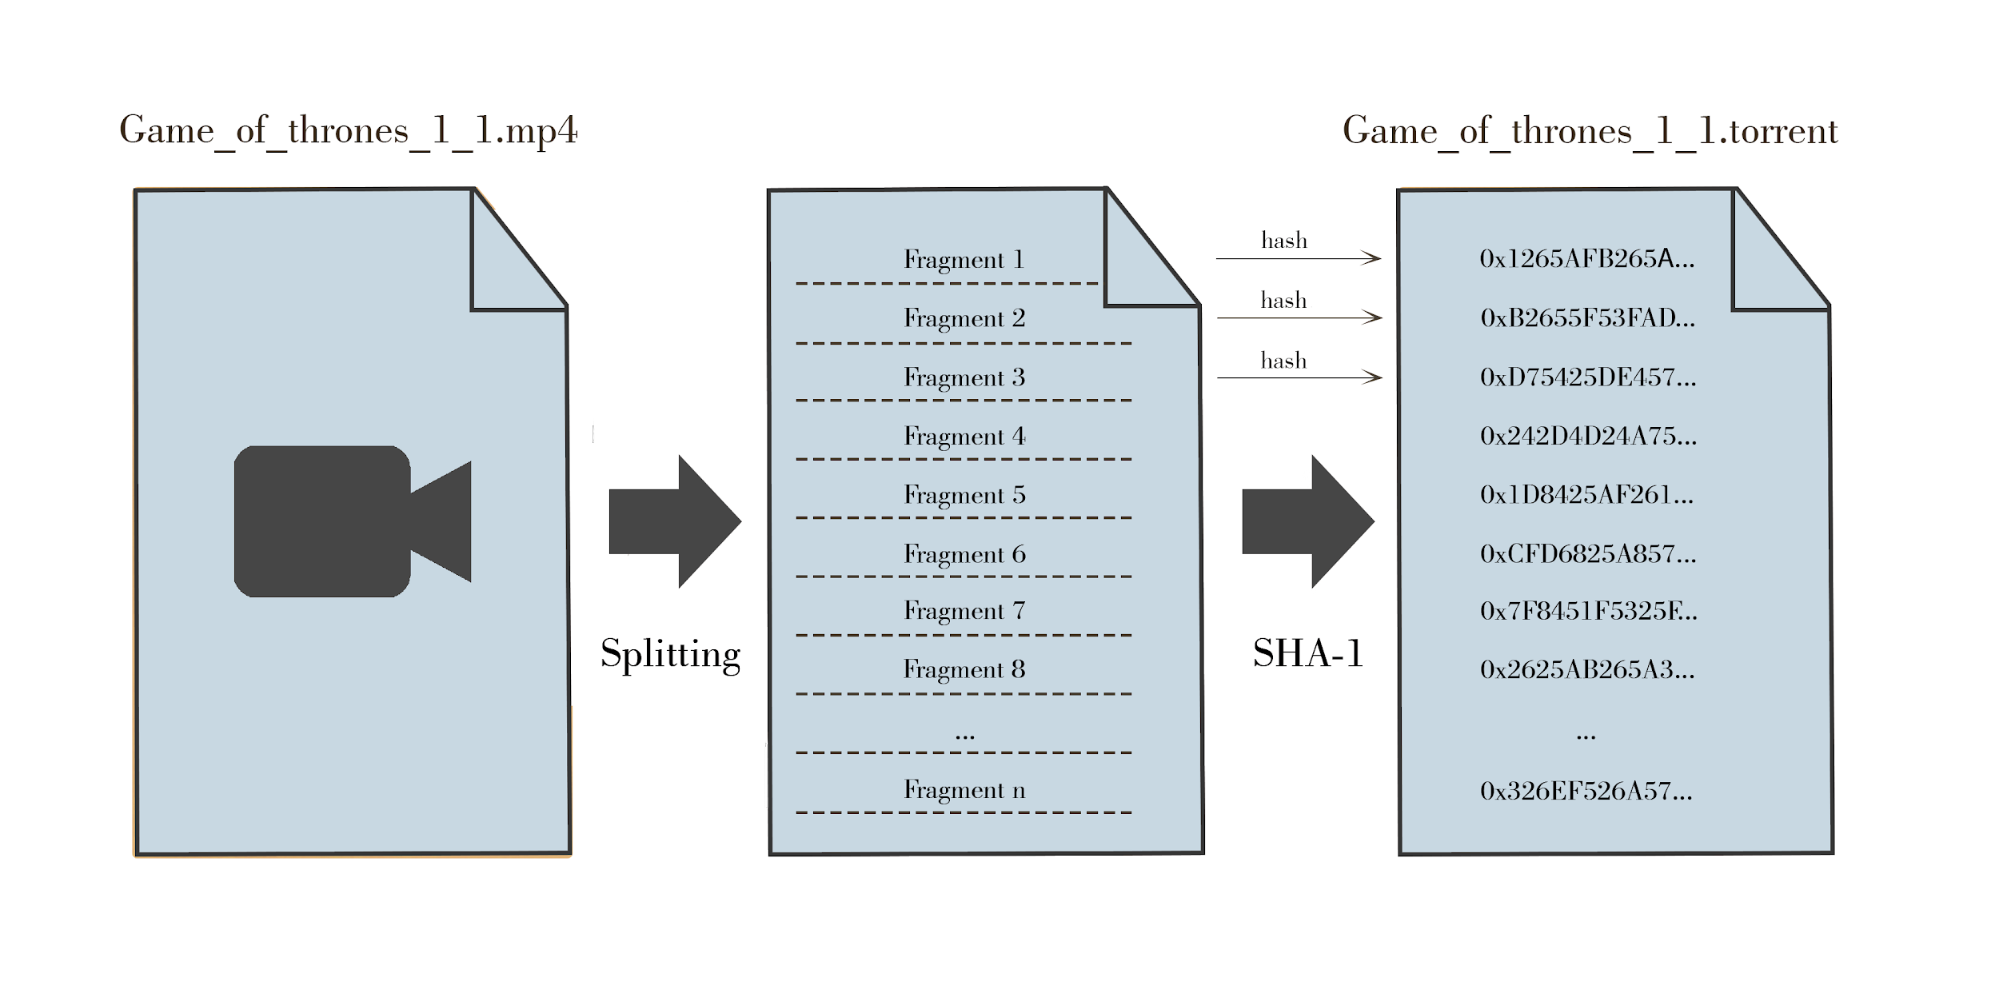 Game_of_thrones_1_1.mp4
Game_of_thrones_1_1.torrent
Fragment 1
Fragment 2
Fragment 3
Fragment 4
Fragment 5
Fragment 6
Fragment 7
Fragment 8
...
Fragment n
hash
hash
hash
Splitting
SHA-1
0x1265AFB265A...
0xB2655F53FAD...
0xD75425DE457...
0x242D4D24A75...
0x1D8425AF261...
0xCFD6825A857...
0x7F8451F5325E...
0x2625AB265A3...
...
0x326EF526A57...